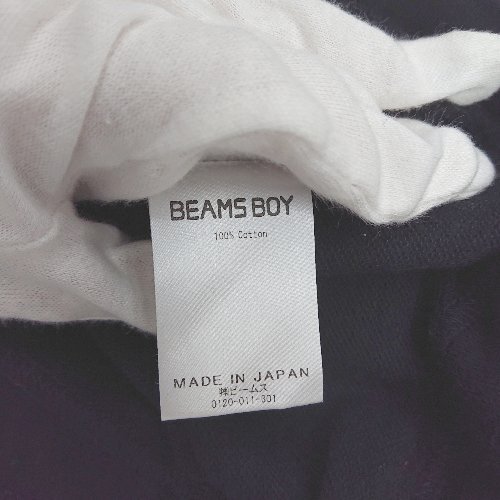 BEAMS BOY
100% Cotton
MADE IN JAPAN
㈱ビームス
0120-011-301